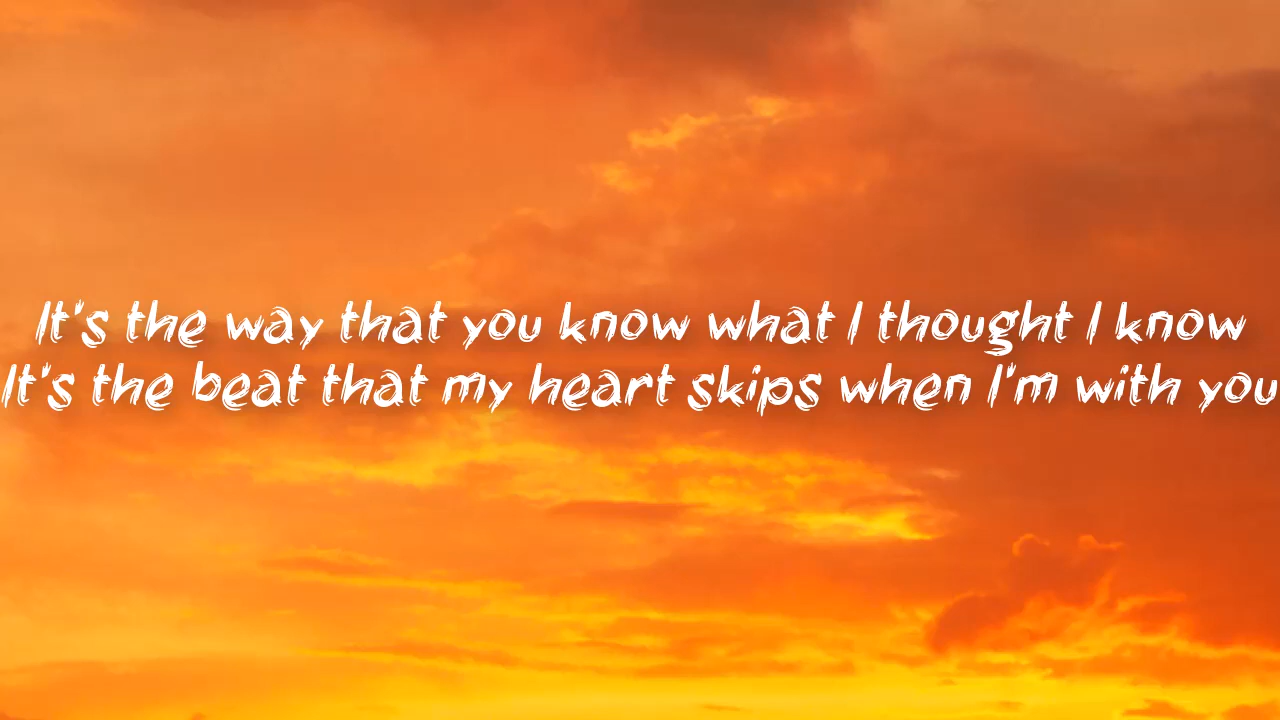 It's the way that you know what I thought I know
It's the beat that my heart skips when I'm with you